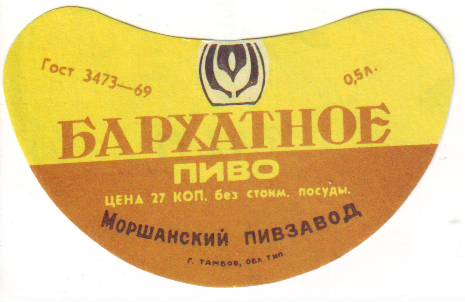 Гост 3473—69
0,5л.
БАРХАТНОЕ
ПИВО
ЦЕНА 27 КОП. без стоим. посуды.
МОРШАНСКИЙ ПИВЗАВОД
Г. ТАМБОВ, ОБЛ ТИП.